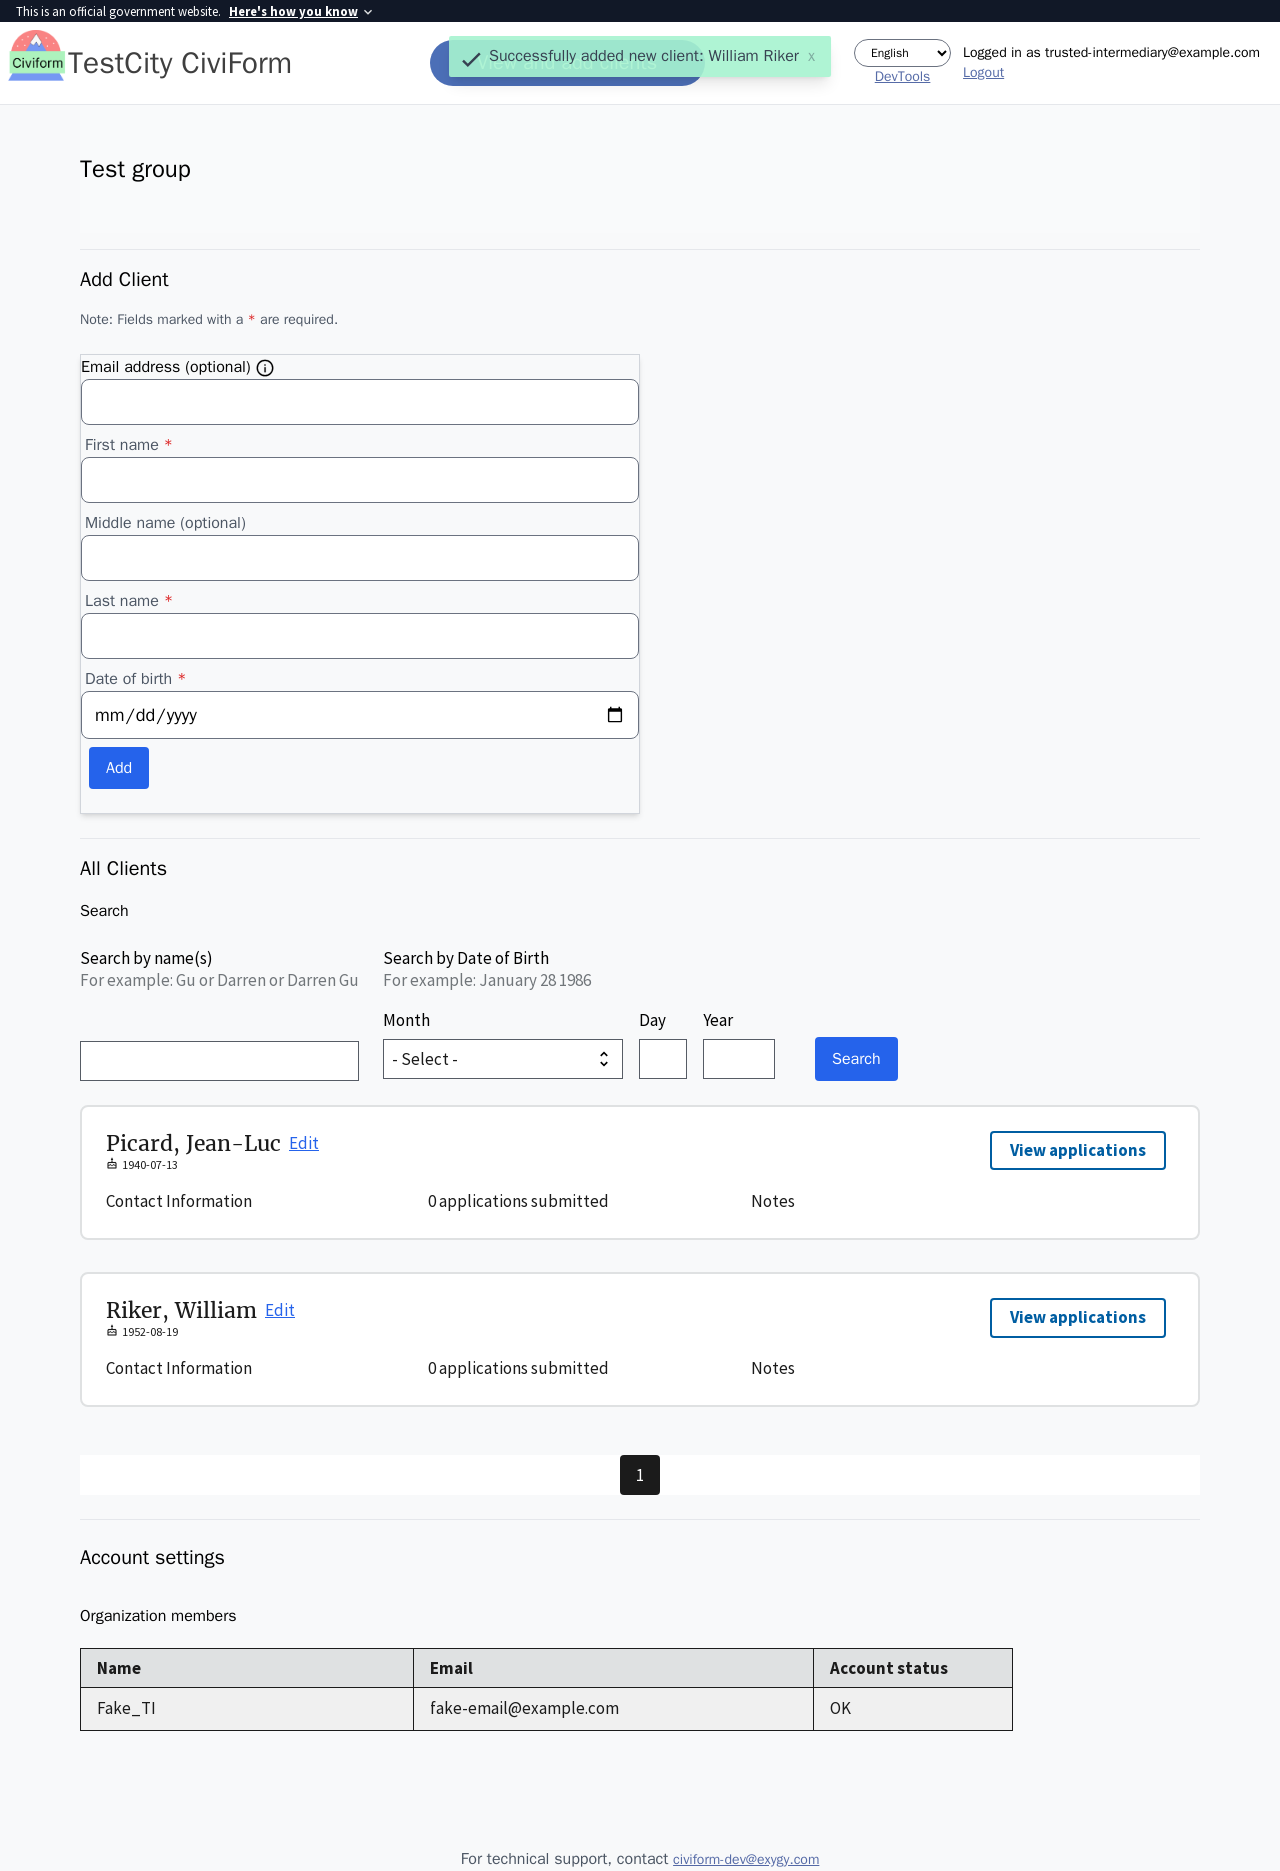 This is an official government website. Here's how you know
Civiform
TestCity CiviForm
Successfully added new client: William Riker x
English
Logged in as trusted-intermediary@example.com
DevTools
Logout
Test group
Add Client
Note: Fields marked with a * are required.
Email address (optional)
First name *
Middle name (optional)
Last name *
Date of birth *
mm/dd/yyyy
Add
All Clients
Search
Search by name(s)
For example: Gu or Darren or Darren Gu
Search by Date of Birth
For example: January 28 1986
Month
Day
Year
- Select -
Search
Picard, Jean-Luc Edit
View applications
1940-07-13
Contact Information
0 applications submitted
Notes
Riker, William Edit
View applications
1952-08-19
Contact Information
0 applications submitted
Notes
1
Account settings
Organization members
Name Email Account status
Fake_TI fake-email@example.com OK
For technical support, contact civiform-dev@exygy.com